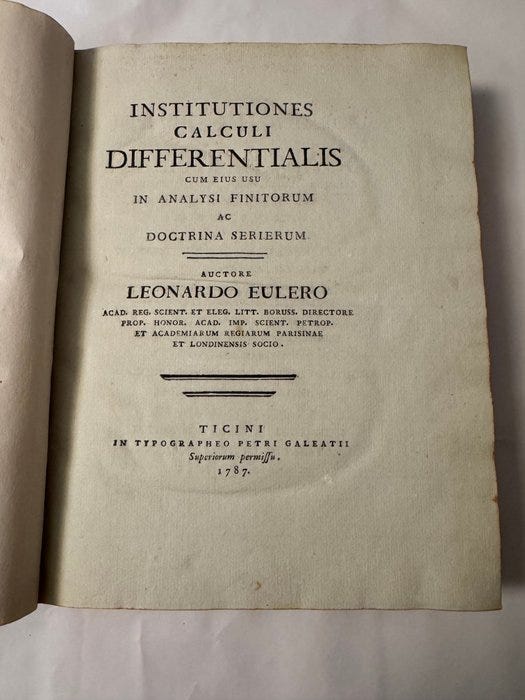 INSTITUTIONES
CALCULI
DIFFERENTIALIS
CUM EIUS USU
IN ANALYSI FINITORUM
AC
DOCTRINA SERIERUM
AUCTORE
LEONARDO EULERO
ACAD. REG. SCIENT. ET ELEG. LITT. BORUSS. DIRECTORE
PROP. HONOR. ACAD. IMP. SCIENT. PETROP.
ET ACADEMIARUM REGIARUM PARISINAE
ET LONDINENSIS SOCIO.
TICINI
IN TYPOGRAPHEO PETRI GALEATII
Superiorum permiſſu.
1787.